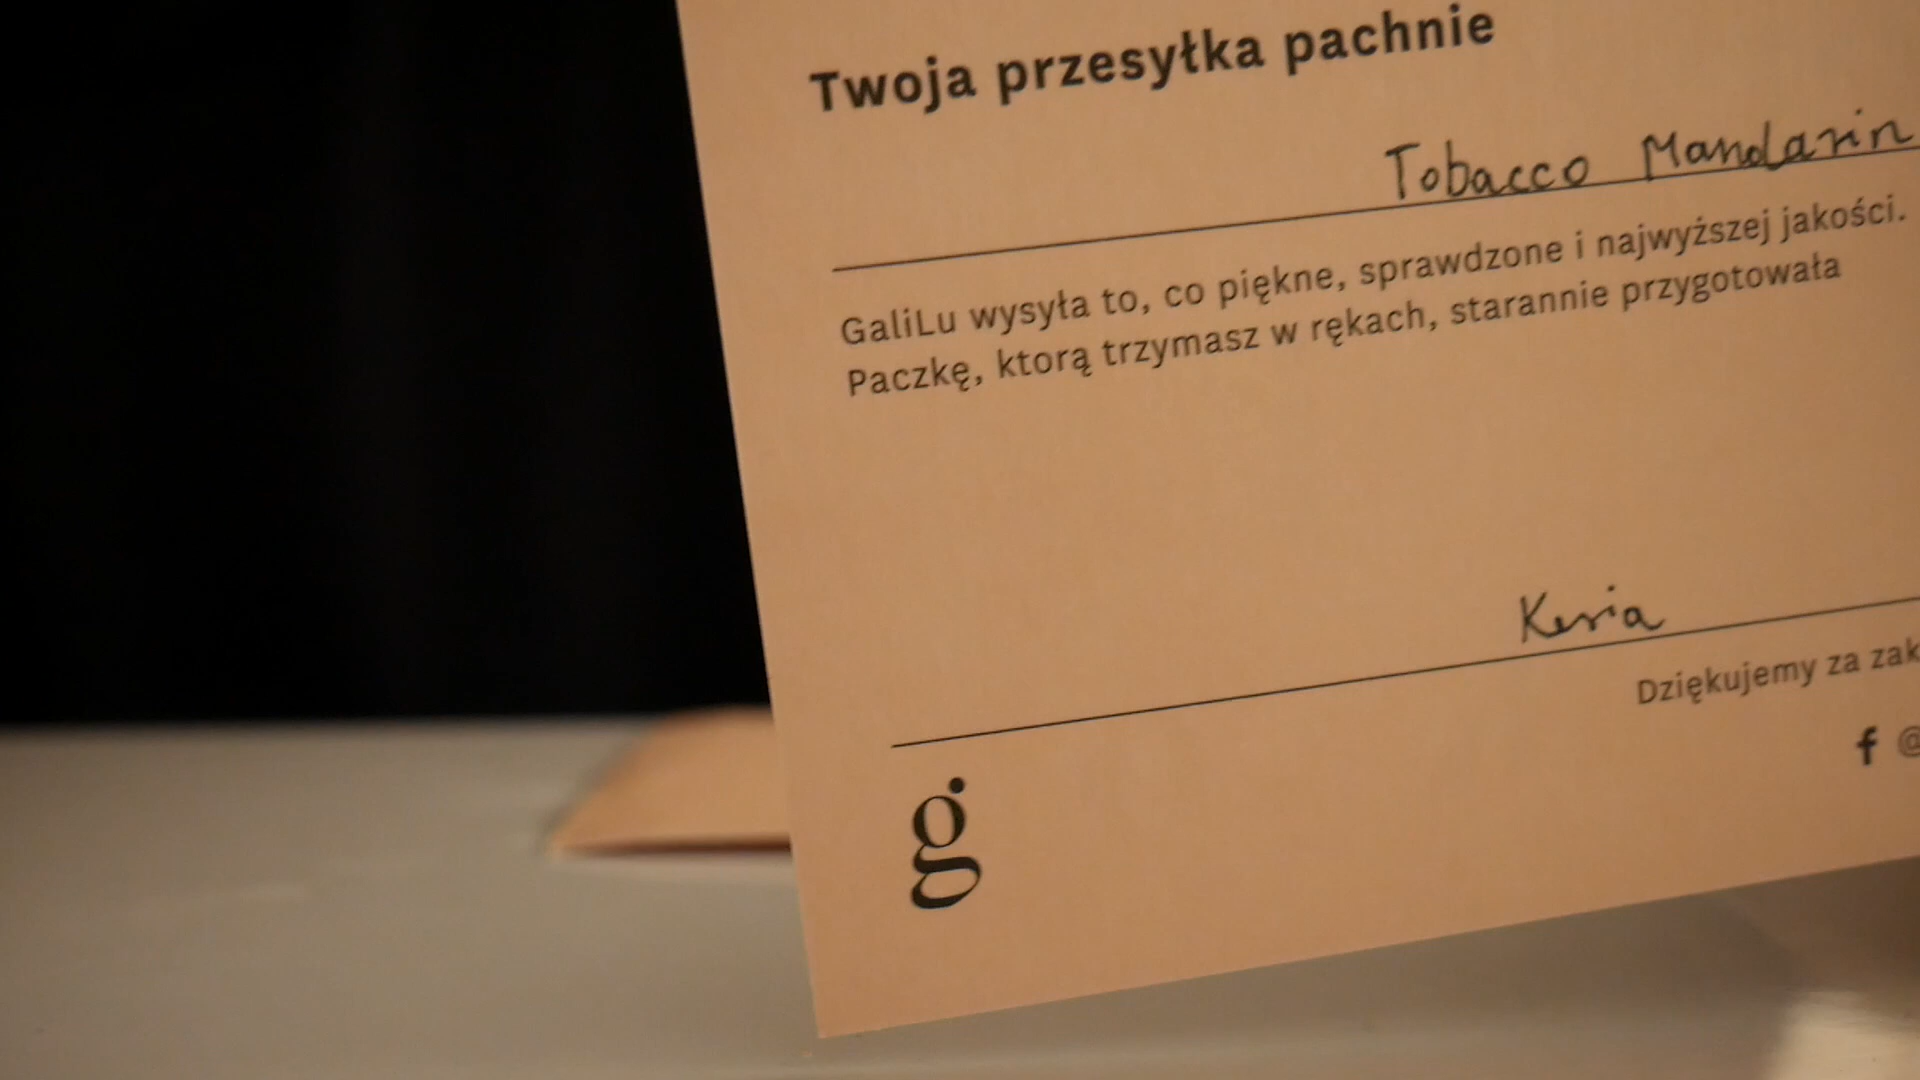 Twoja przesyłka pachnie
Tobacco Mandarin
GaliLu wysyła to, co piękne, sprawdzone i najwyższej jakości.
Paczkę, ktorą trzymasz w rękach, starannie przygotowała
Dziękujemy za zak
f @
g